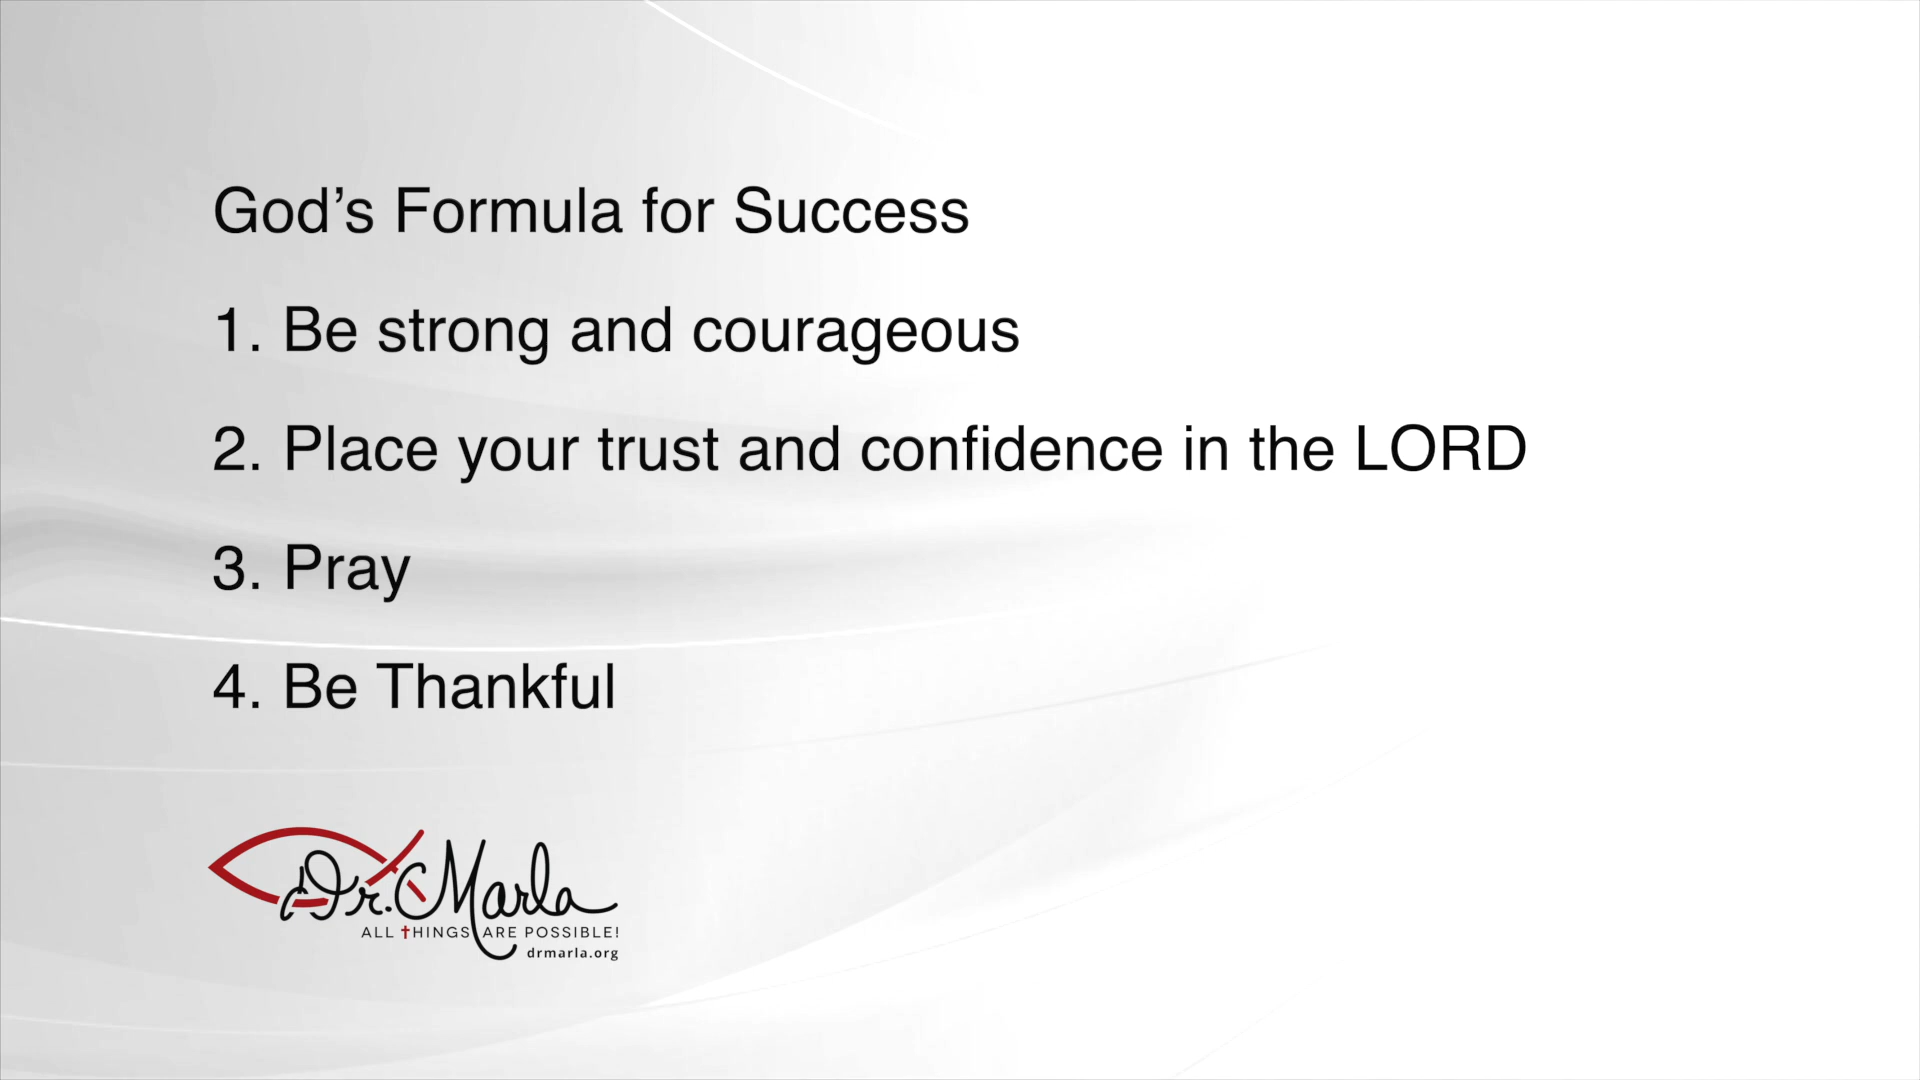 God’s Formula for Success
1. Be strong and courageous
2. Place your trust and confidence in the LORD
3. Pray
4. Be Thankful
Dr. Marla
ALL THINGS ARE POSSIBLE!
drmarla.org